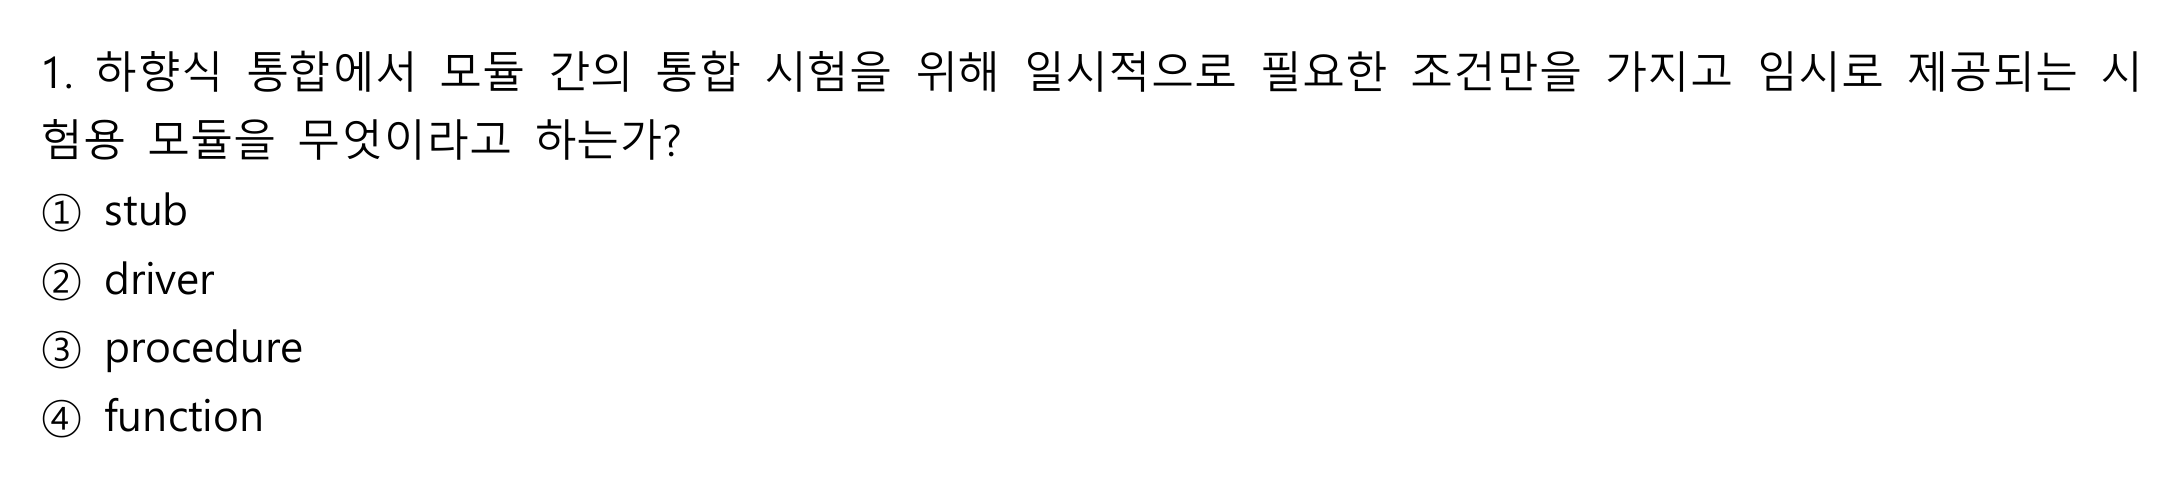 1. 하향식 통합에서 모듈 간의 통합 시험을 위해 일시적으로 필요한 조건만을 가지고 임시로 제공되는 시
험용 모듈을 무엇이라고 하는가?
① stub
② driver
③ procedure
④ function